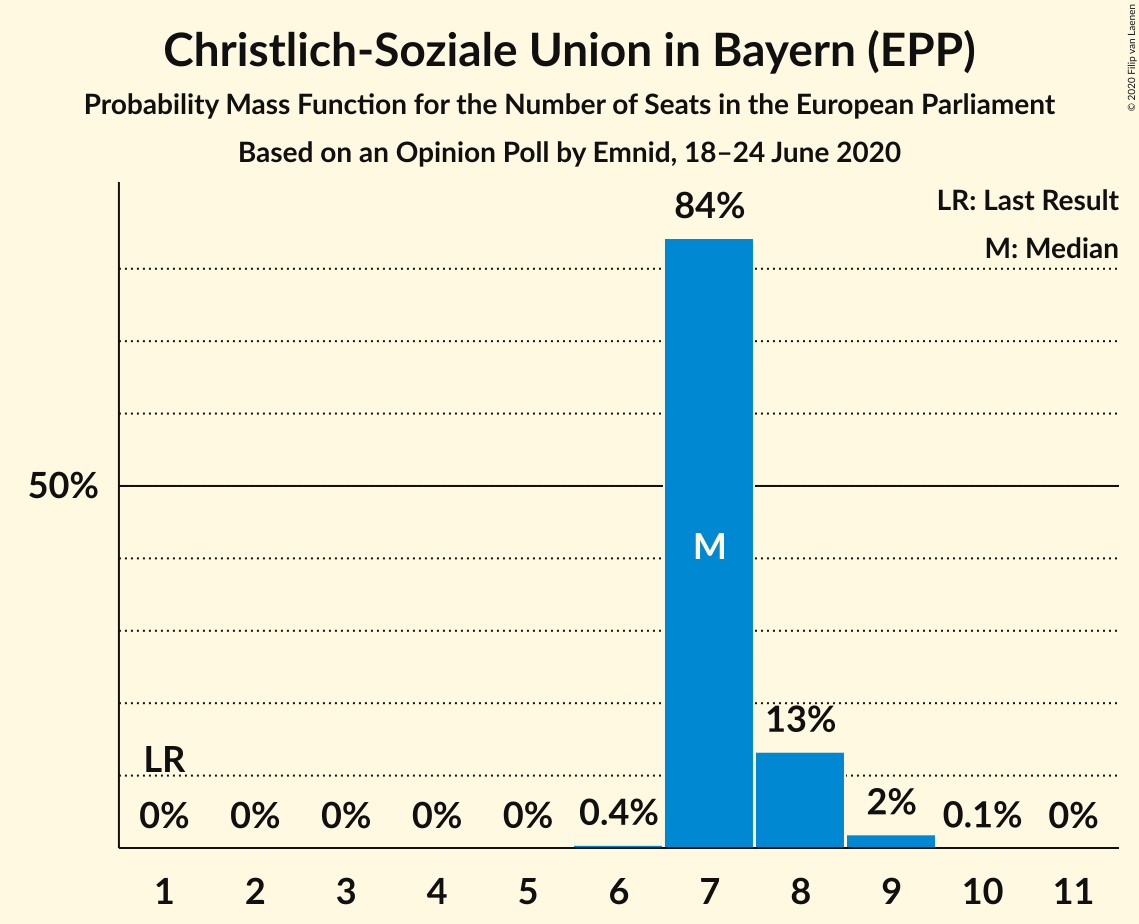 Christlich-Soziale Union in Bayern (EPP)
Probability Mass Function for the Number of Seats in the European Parliament
Based on an Opinion Poll by Emnid, 18–24 June 2020
© 2020 Filip van Laenen
LR: Last Result
M: Median
84%
50%
M
13%
LR
0% 0% 0% 0% 0% 0.4% 2% 0.1% 0%
1 2 3 4 5 6 7 8 9 10 11